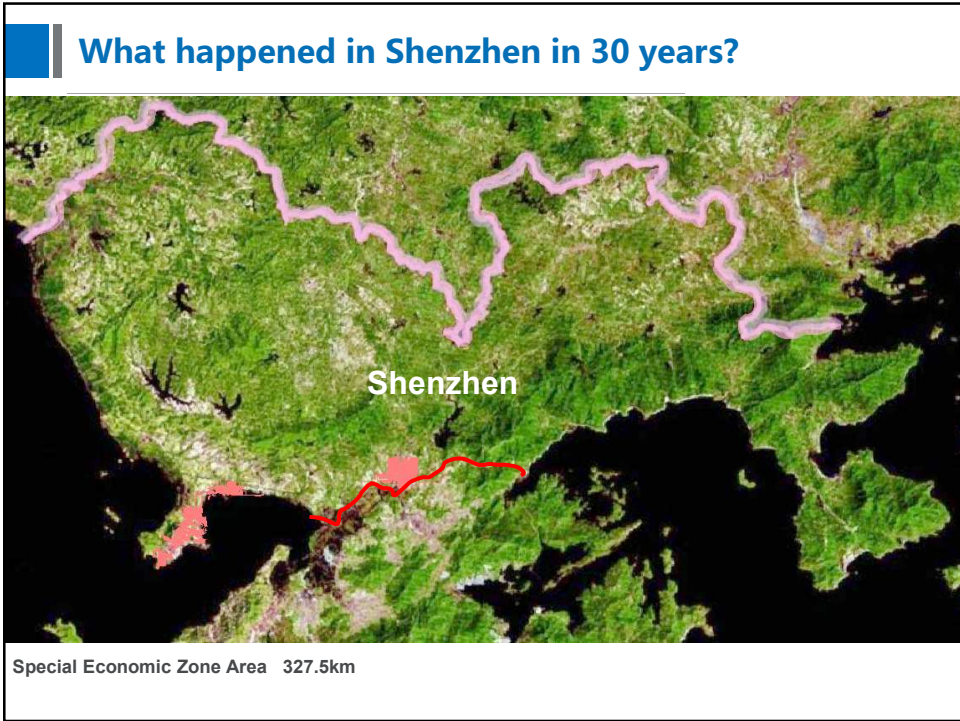 What happened in Shenzhen in 30 years?
Shenzhen
Special Economic Zone Area 327.5km